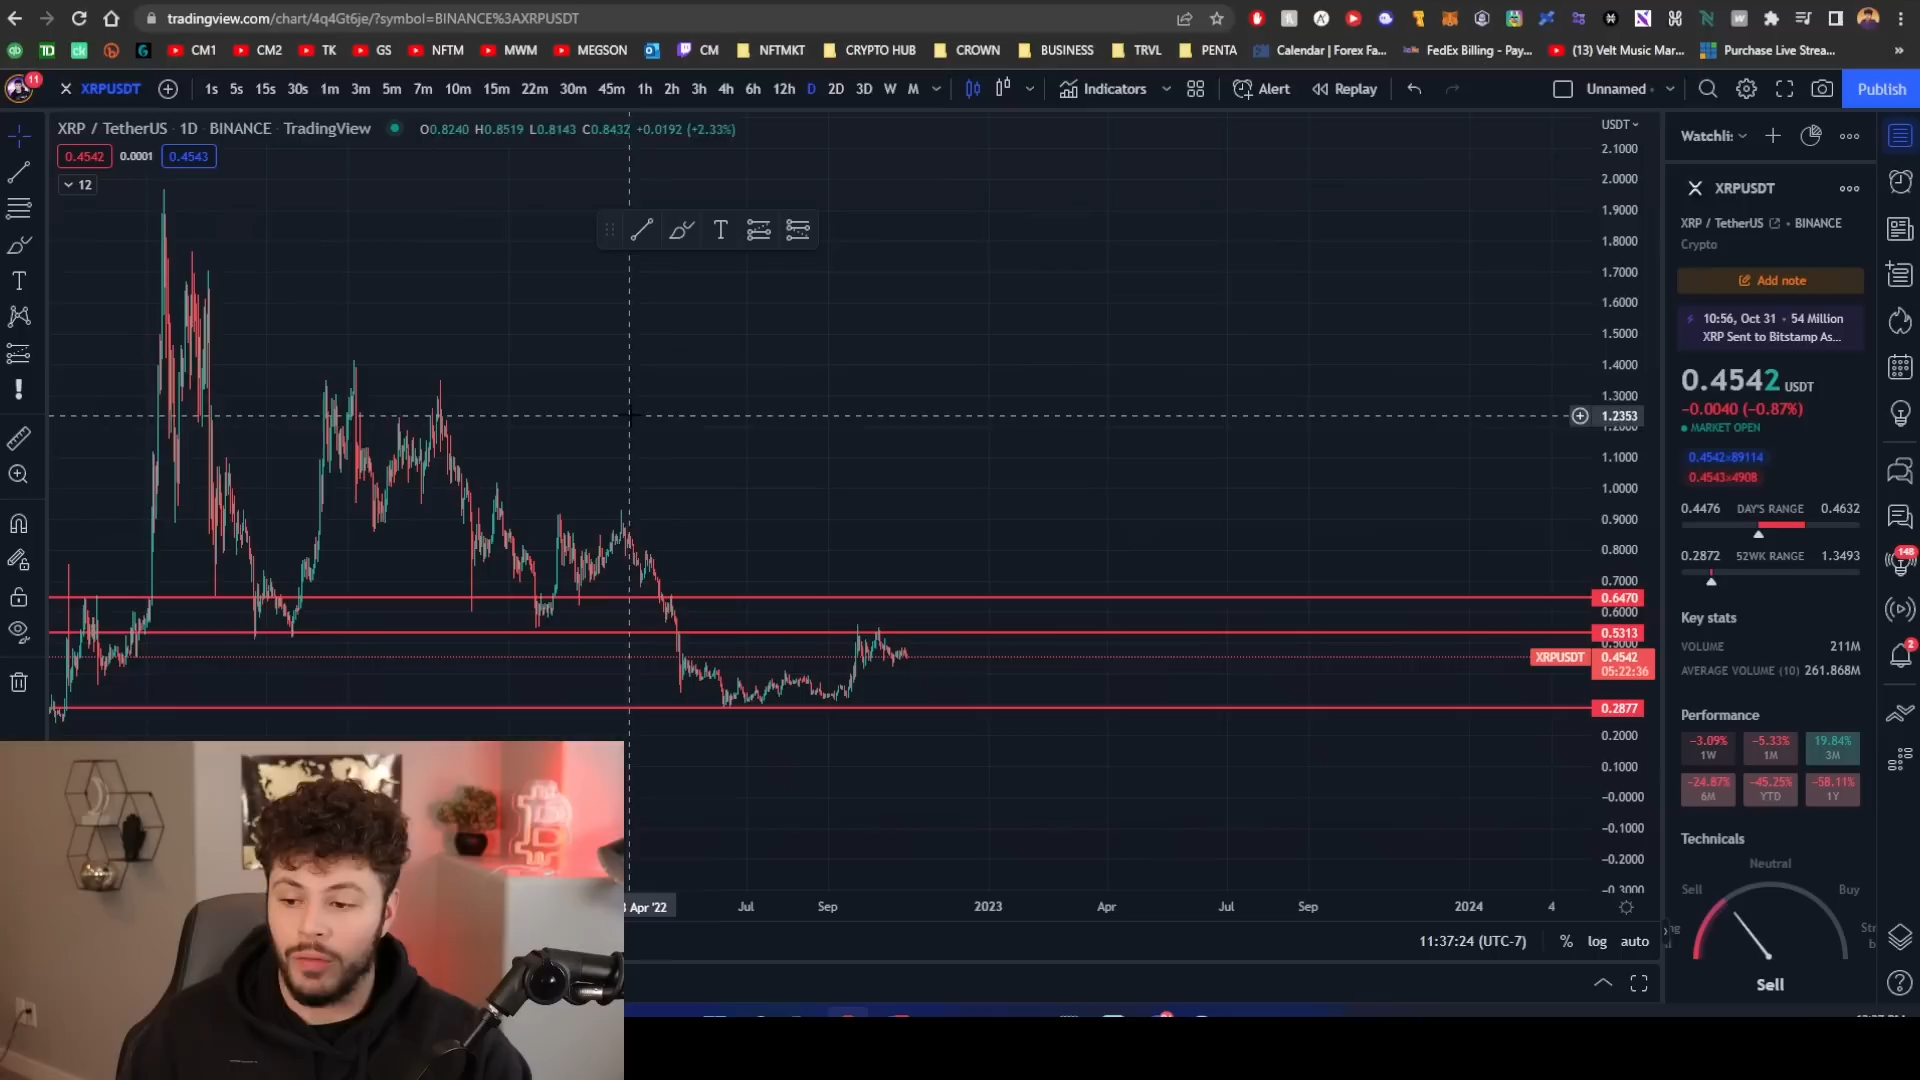 tradingview.com/chart/4q4Gt6je/?symbol=BINANCE%3AXRPUSDT
TD CM1 CM2 TK GS NFTM MWM MEGSON CM NFTMKT CRYPTO HUB CROWN BUSINESS TRVL PENTA Calendar | Forex Fa... FedEx Billing - Pay... (13) Velt Music Mar... Purchase Live Strea... »
11 XRPUSDT 1s 5s 15s 30s 1m 3m 5m 7m 10m 15m 22m 30m 45m 1h 2h 3h 4h 6h 12h D 2D 3D W M Indicators Alert Replay Unnamed Publish
XRP / TetherUS · 1D · BINANCE · TradingView O0.8240 H0.8519 L0.8143 C0.8432 +0.0192 (+2.33%)
0.4542 0.0001 0.4543
12
USDT
2.1000
2.0000
1.9000
1.8000
1.7000
1.6000
1.5000
1.4000
1.3000
1.2353
1.2000
1.1000
1.0000
0.9000
0.8000
0.7000
0.6470
0.6000
0.5313
0.5000
XRPUSDT 0.4542
05:22:36
0.2877
0.2000
0.1000
−0.0000
−0.1000
−0.2000
−0.3000
Apr '22 Jul Sep 2023 Apr Jul Sep 2024 4
11:37:24 (UTC-7) % log auto
Watchli:
XRPUSDT
XRP / TetherUS • BINANCE
Crypto
Add note
10:56, Oct 31 • 54 Million
XRP Sent to Bitstamp As...
0.4542 USDT
−0.0040 (−0.87%)
MARKET OPEN
0.4542×89114
0.4543×4908
0.4476 DAY'S RANGE 0.4632
0.2872 52WK RANGE 1.3493
Key stats
VOLUME 211M
AVERAGE VOLUME (10) 261.868M
Performance
−3.09% −5.33% 19.84%
1W 1M 3M
−24.87% −45.25% −58.11%
6M YTD 1Y
Technicals
Neutral
Sell Buy
Sell
148
2